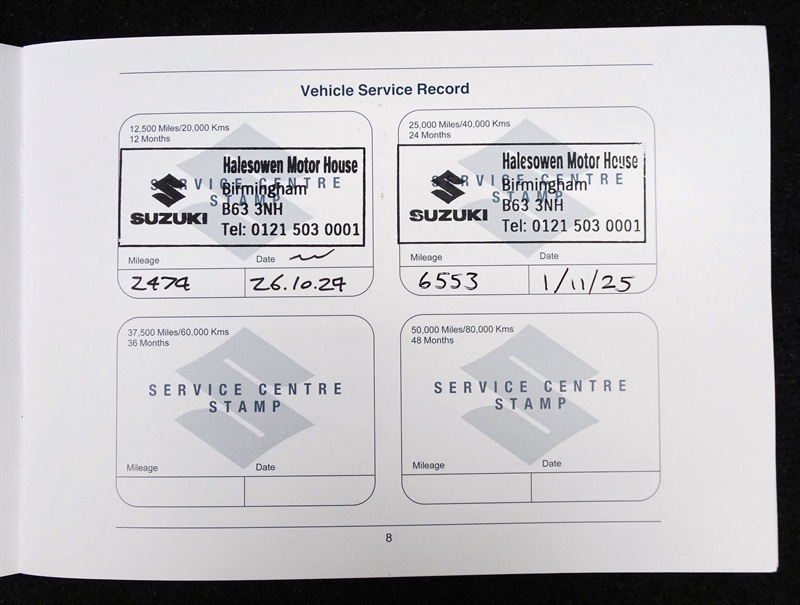 Vehicle Service Record
12,500 Miles/20,000 Kms
12 Months
SERVICE CENTRE
STAMP
SUZUKI
Halesowen Motor House
Birmingham
B63 3NH
Tel: 0121 503 0001
Mileage
Date
2474
26.10.24
25,000 Miles/40,000 Kms
24 Months
SERVICE CENTRE
STAMP
SUZUKI
Halesowen Motor House
Birmingham
B63 3NH
Tel: 0121 503 0001
Mileage
Date
6553
1/11/25
37,500 Miles/60,000 Kms
36 Months
SERVICE CENTRE
STAMP
Mileage
Date
50,000 Miles/80,000 Kms
48 Months
SERVICE CENTRE
STAMP
Mileage
Date
8